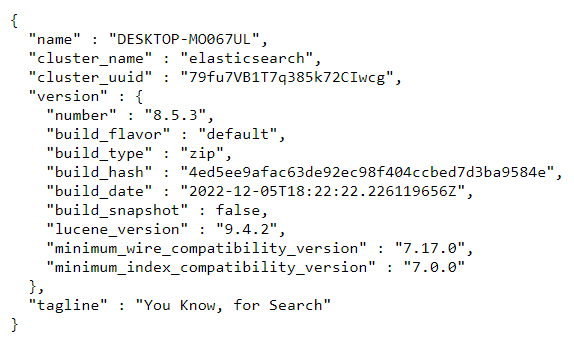 {
  "name" : "DESKTOP-MO067UL",
  "cluster_name" : "elasticsearch",
  "cluster_uuid" : "79fu7VB1T7q385k72CIwcg",
  "version" : {
    "number" : "8.5.3",
    "build_flavor" : "default",
    "build_type" : "zip",
    "build_hash" : "4ed5ee9afac63de92ec98f404ccbed7d3ba9584e",
    "build_date" : "2022-12-05T18:22:22.226119656Z",
    "build_snapshot" : false,
    "lucene_version" : "9.4.2",
    "minimum_wire_compatibility_version" : "7.17.0",
    "minimum_index_compatibility_version" : "7.0.0"
  },
  "tagline" : "You Know, for Search"
}